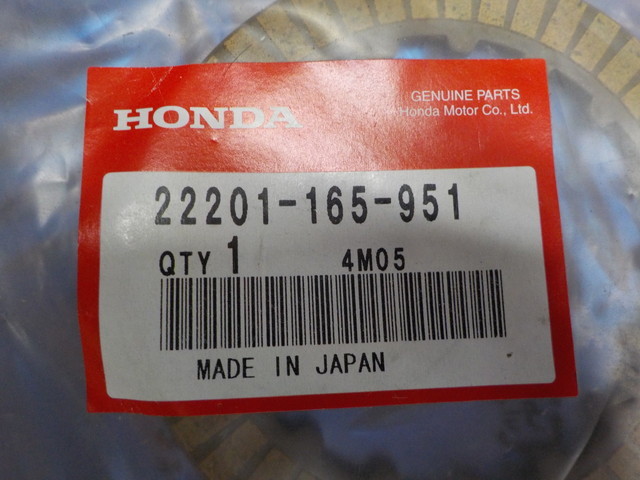 HONDA
GENUINE PARTS
Honda Motor Co., Ltd.
22201-165-951
QTY 1 4M05
MADE IN JAPAN